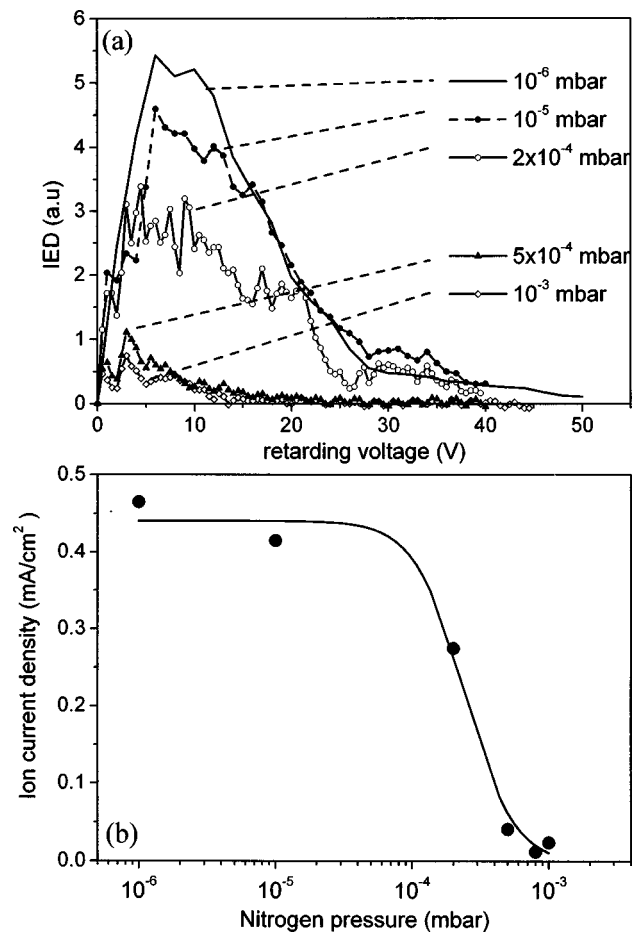 (a)
6
5
4
3
2
1
0
IED (a.u)
10⁻⁶ mbar
10⁻⁵ mbar
2x10⁻⁴ mbar
5x10⁻⁴ mbar
10⁻³ mbar
0 10 20 30 40 50
retarding voltage (V)
0.5
0.4
0.3
0.2
0.1
0.0
Ion current density (mA/cm²)
(b)
10⁻⁶ 10⁻⁵ 10⁻⁴ 10⁻³
Nitrogen pressure (mbar)